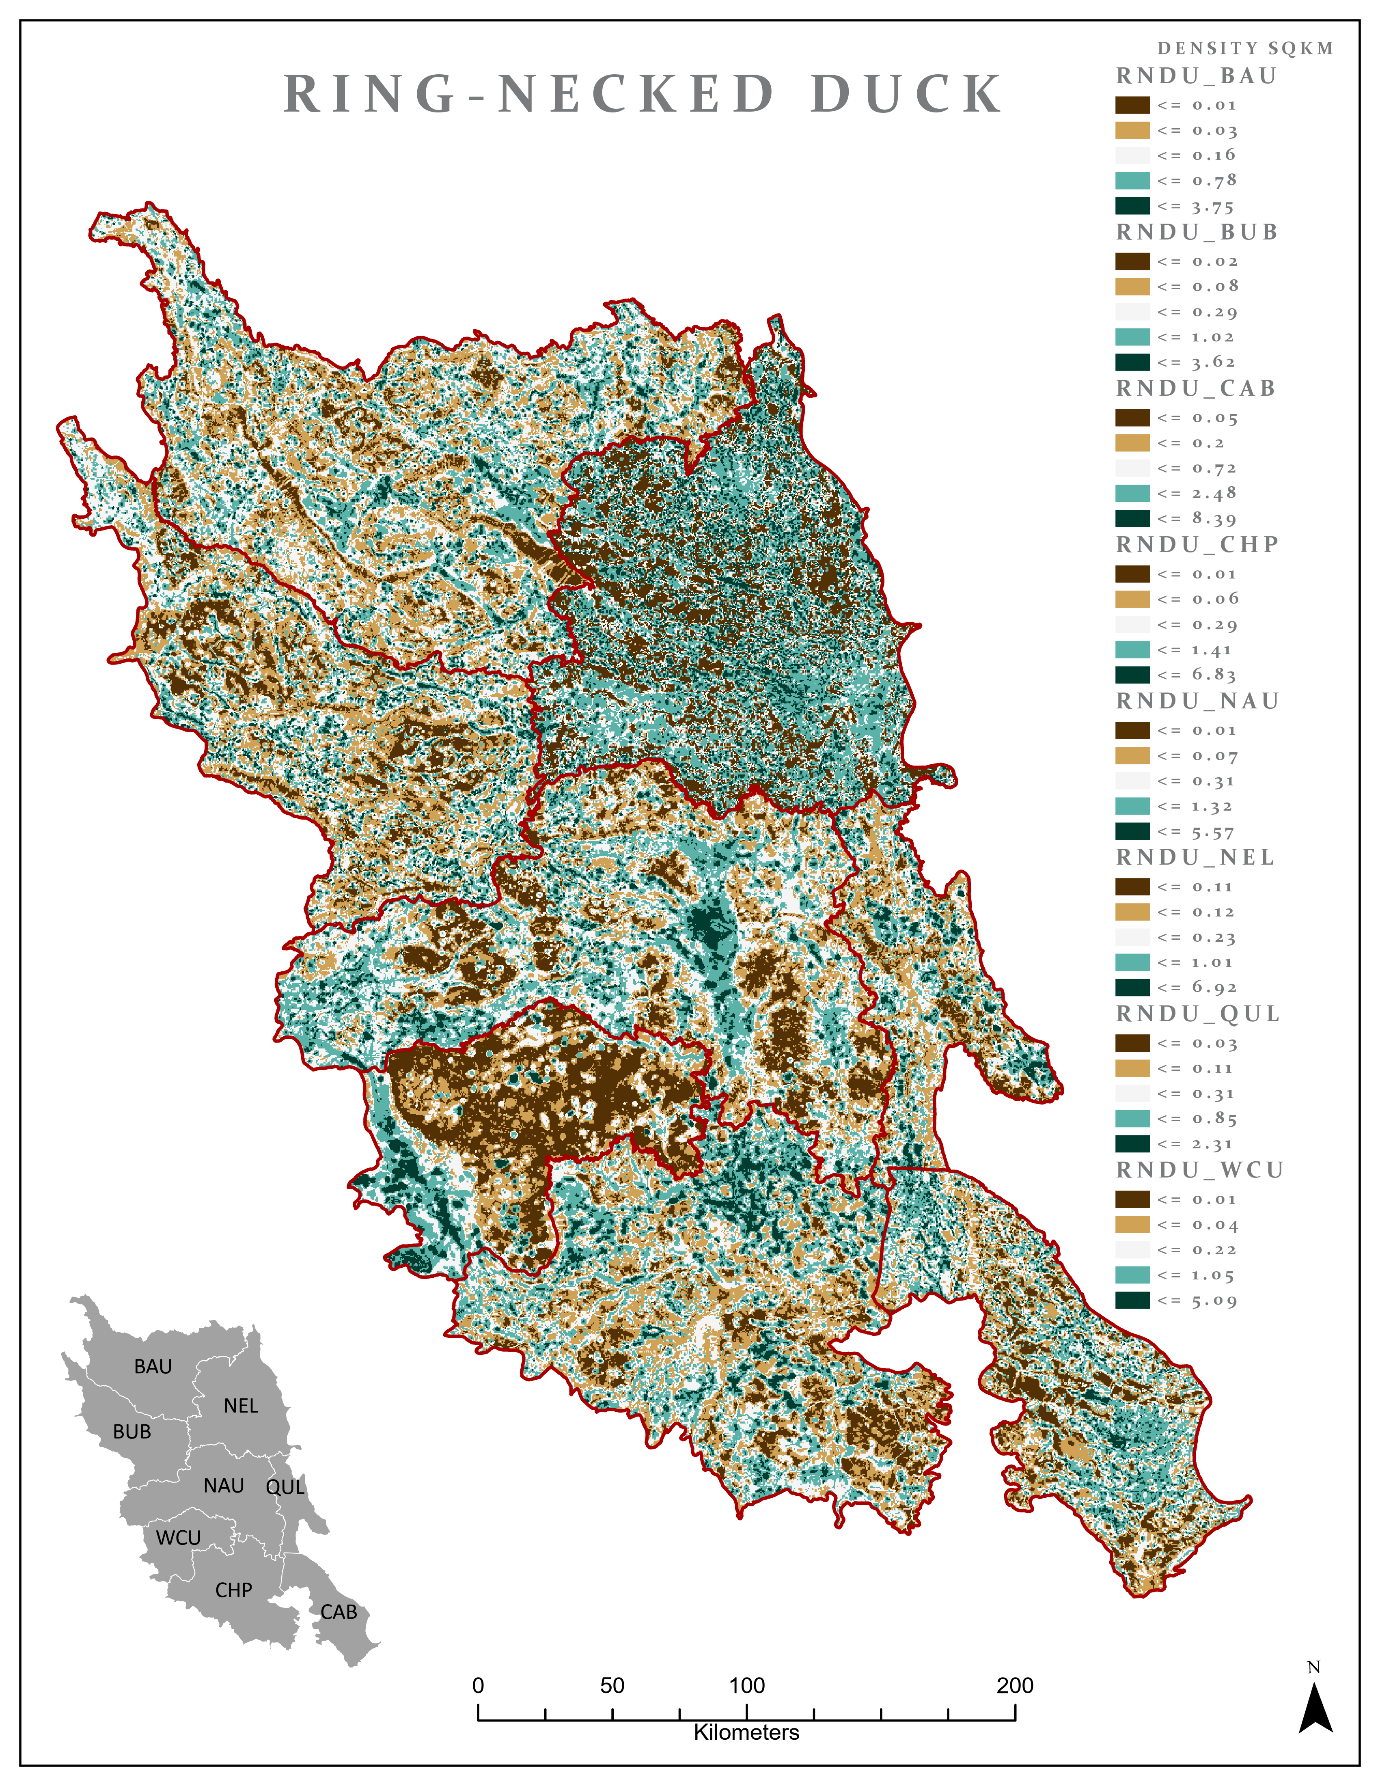 DENSITY SQKM
RING-NECKED DUCK
RNDU_BAU
<= 0.01
<= 0.03
<= 0.16
<= 0.78
<= 3.75
RNDU_BUB
<= 0.02
<= 0.08
<= 0.29
<= 1.02
<= 3.62
RNDU_CAB
<= 0.05
<= 0.2
<= 0.72
<= 2.48
<= 8.39
RNDU_CHP
<= 0.01
<= 0.06
<= 0.29
<= 1.41
<= 6.83
RNDU_NAU
<= 0.01
<= 0.07
<= 0.31
<= 1.32
<= 5.57
RNDU_NEL
<= 0.11
<= 0.12
<= 0.23
<= 1.01
<= 6.92
RNDU_QUL
<= 0.03
<= 0.11
<= 0.31
<= 0.85
<= 2.31
RNDU_WCU
<= 0.01
<= 0.04
<= 0.22
<= 1.05
<= 5.09
BAU
NEL
BUB
NAU QUL
WCU
CHP
CAB
N
0 50 100 200
Kilometers